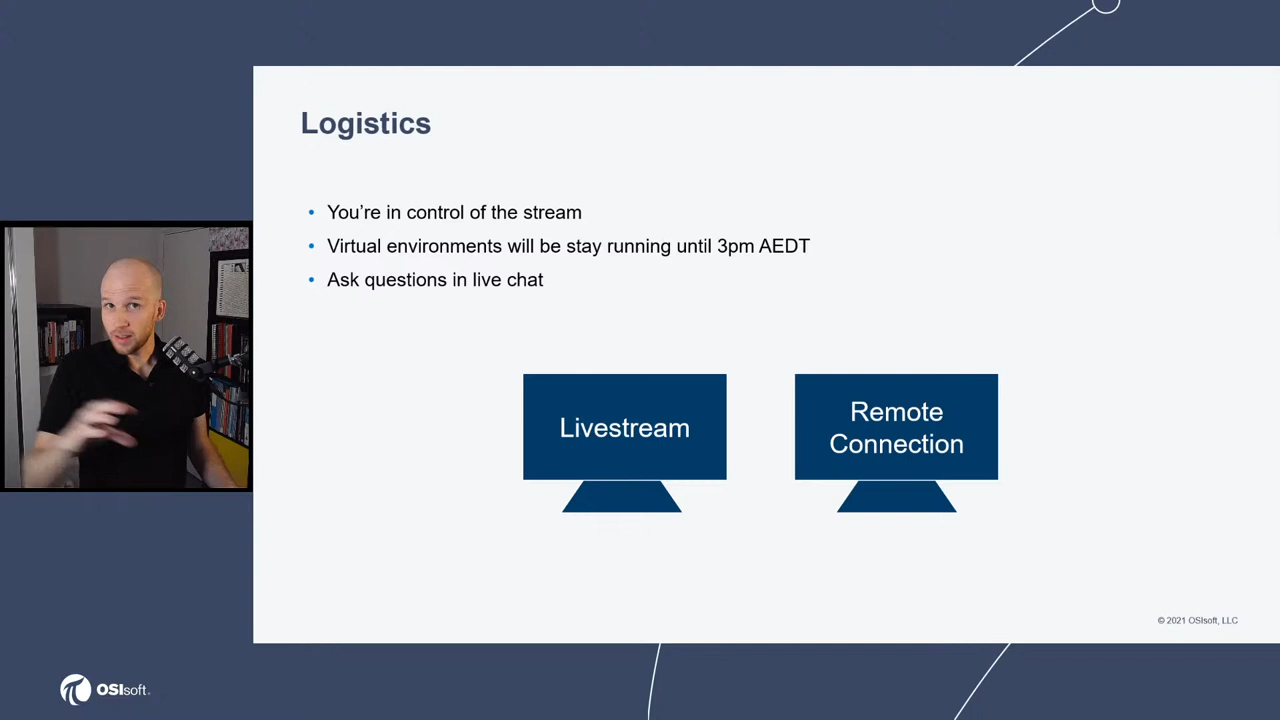 Logistics
• You’re in control of the stream
• Virtual environments will be stay running until 3pm AEDT
• Ask questions in live chat
Livestream
Remote
Connection
© 2021 OSIsoft, LLC
OSIsoft.